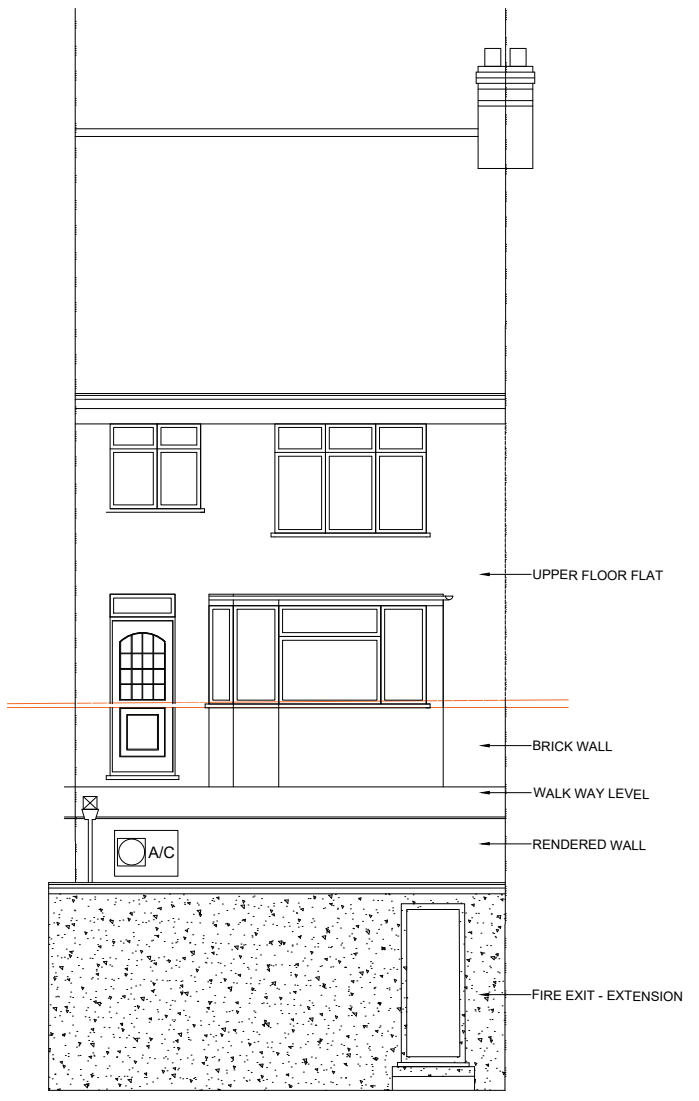 UPPER FLOOR FLAT
BRICK WALL
WALK WAY LEVEL
RENDERED WALL
A/C
FIRE EXIT - EXTENSION